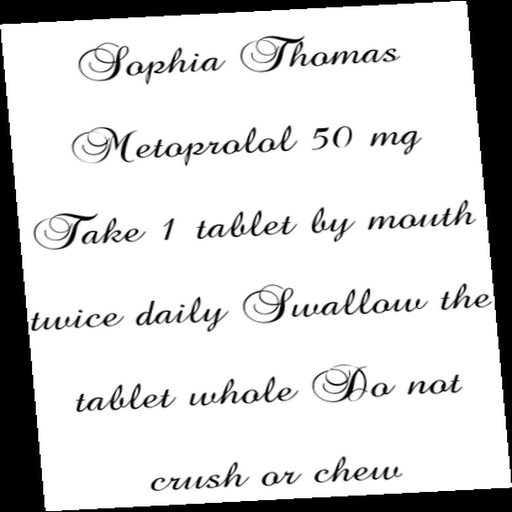 Sophia Thomas
Metoprolol 50 mg
Take 1 tablet by mouth
twice daily Swallow the
tablet whole Do not
crush or chew